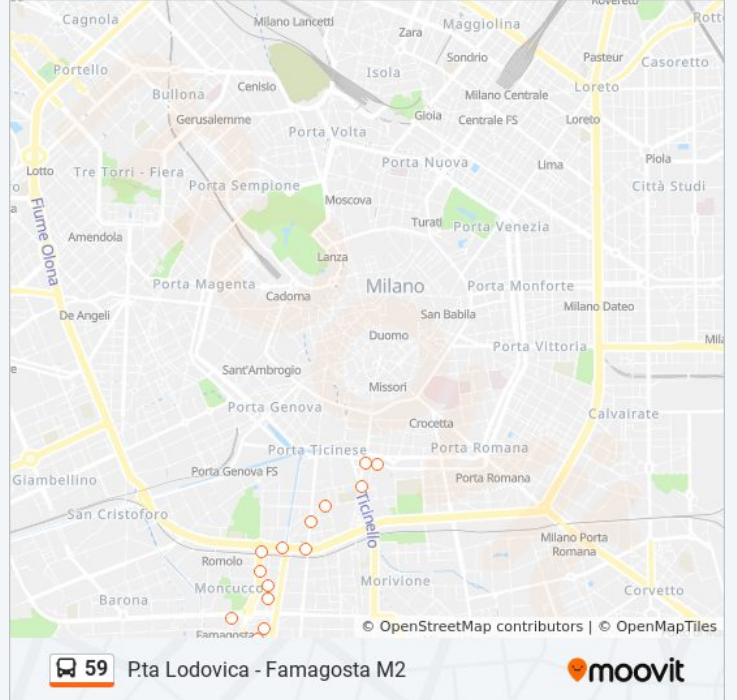 Cagnola
Milano Lancetti
Maggiolina
Rovereto
Rott
Zara
Portello
Isola
Sondrio
Pasteur
Casoretto
Bullona
Cenisio
Milano Centrale
Loreto
Gerusalemme
Porta Volta
Gioia
Centrale FS
Loreto
Lotto
Tre Torri - Fiera
Porta Nuova
Lima
Piola
o
Porta Sempione
Città Studi
a
Fiume Olona
Moscova
Turati
Porta Venezia
Amendola
Lanza
Porta Magenta
Cadorna
Milano
Porta Monforte
De Angeli
San Babila
Milano Dateo
Duomo
Porta Vittoria
Mila
e
Sant'Ambrogio
Missori
Porta Genova
Crocetta
Calvairate
Porta Ticinese
Porta Romana
Giambellino
Porta Genova FS
Porta Romana
San Cristoforo
Ticinello
Milano Porta
Romana
Romolo
Moncucco
Morivione
Corvetto
Barona
Famagosta
© OpenStreetMap contributors | © OpenMapTiles
59 P.ta Lodovica - Famagosta M2
moovit